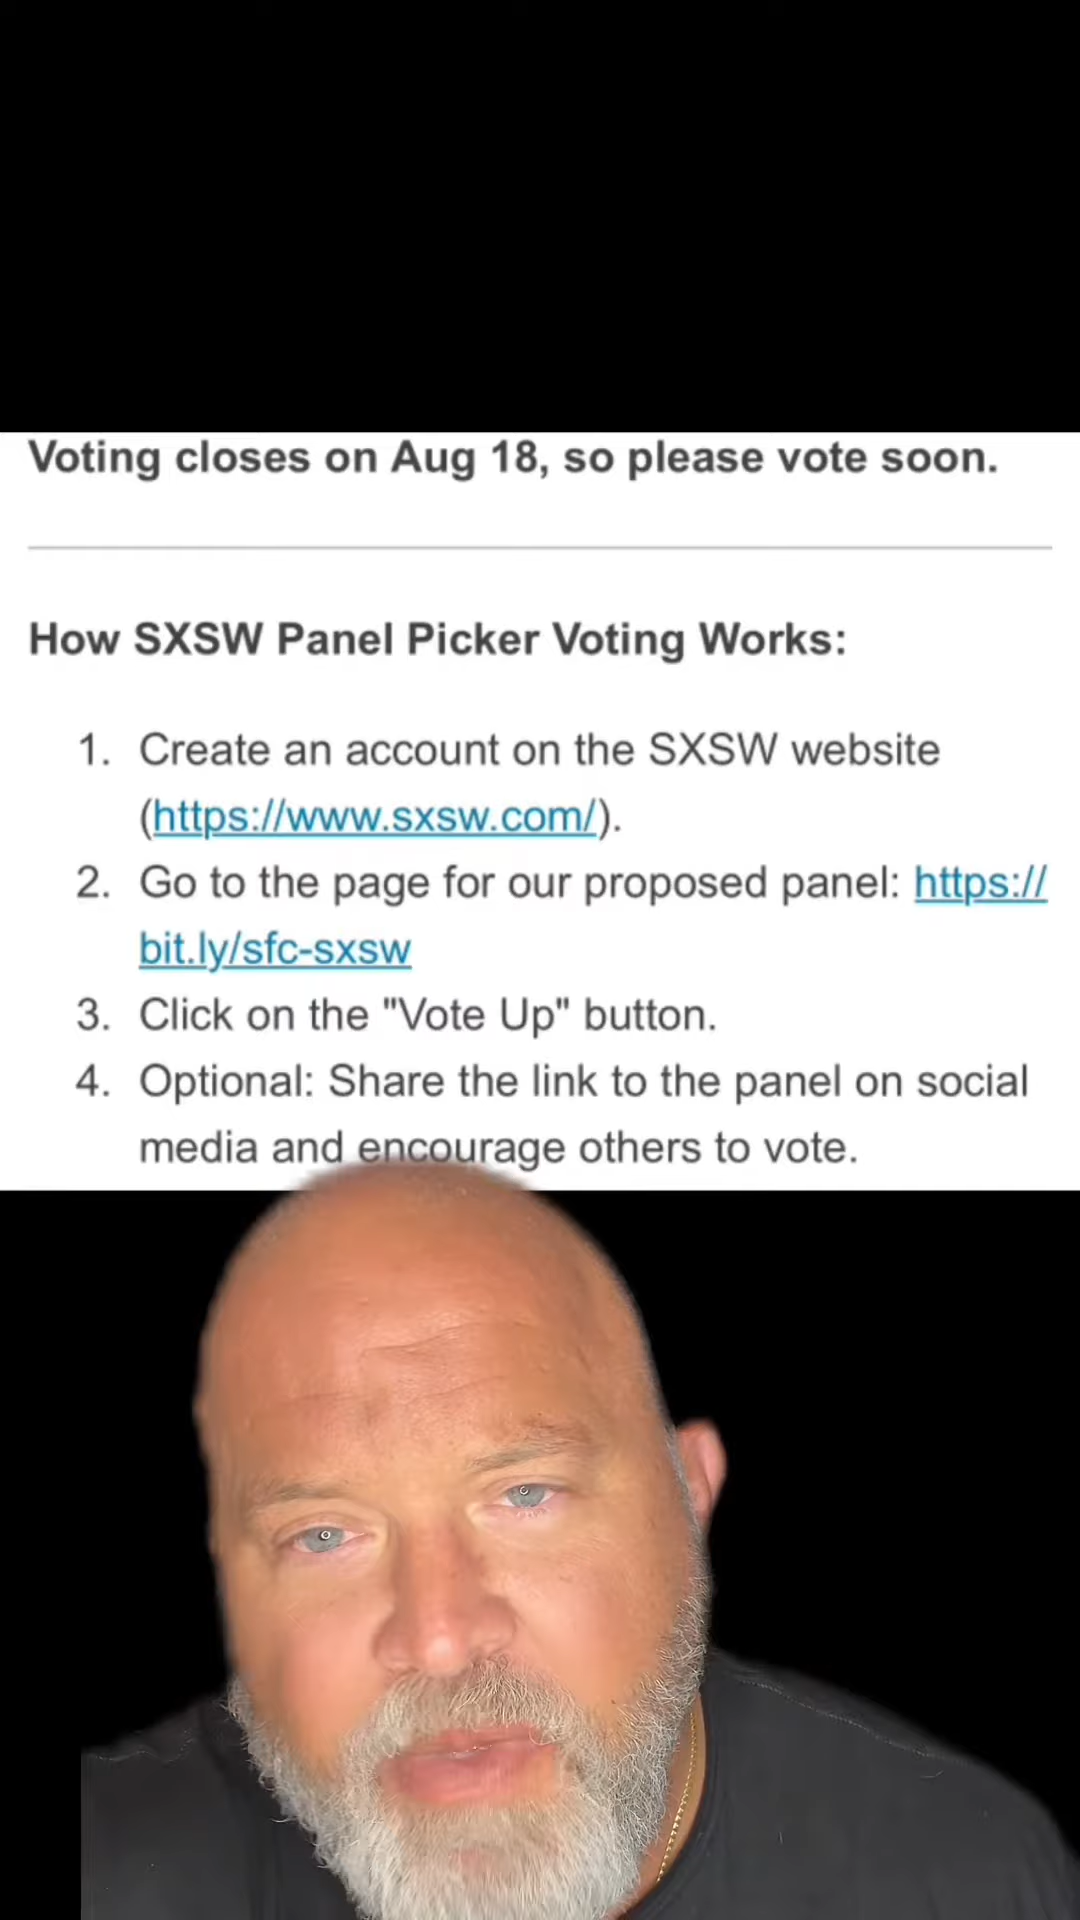 Voting closes on Aug 18, so please vote soon.
How SXSW Panel Picker Voting Works:
1. Create an account on the SXSW website
(https://www.sxsw.com/).
2. Go to the page for our proposed panel: https://
bit.ly/sfc-sxsw
3. Click on the "Vote Up" button.
4. Optional: Share the link to the panel on social
media and encourage others to vote.